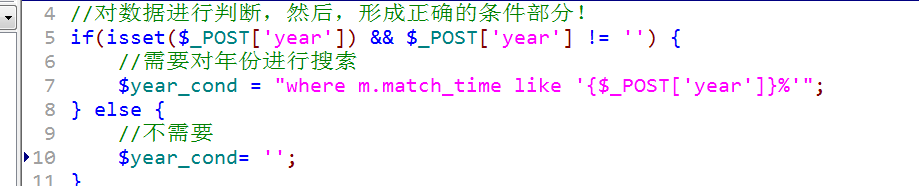 4 //对数据进行判断，然后，形成正确的条件部分！
5 if(isset($_POST['year']) && $_POST['year'] != '') {
6 //需要对年份进行搜索
7 $year_cond = "where m.match_time like '{$_POST['year']}%'";
8 } else {
9 //不需要
10 $year_cond= '';
11 }